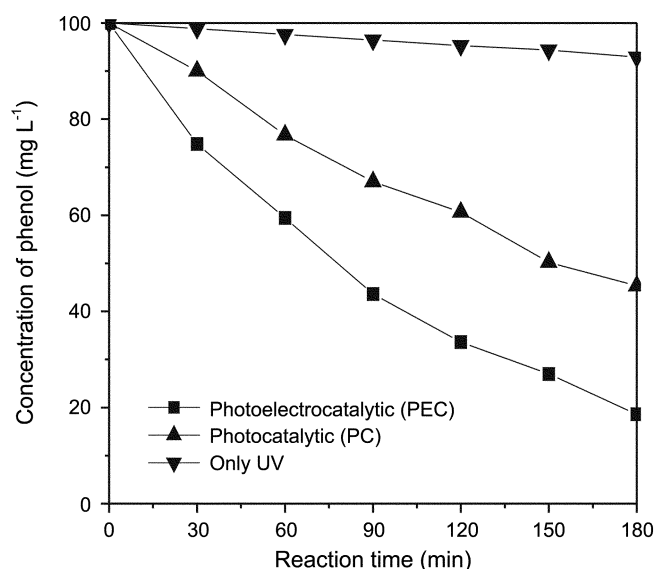 Concentration of phenol (mg L⁻¹)
100
80
60
40
20
0
Photoelectrocatalytic (PEC)
Photocatalytic (PC)
Only UV
0 30 60 90 120 150 180
Reaction time (min)